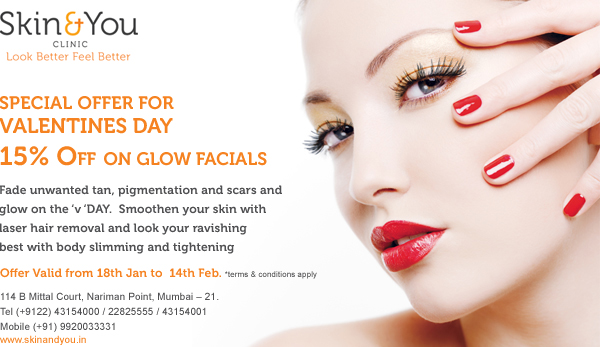 Skin&You
CLINIC
Look Better Feel Better
SPECIAL OFFER FOR
VALENTINES DAY
15% OFF ON GLOW FACIALS
Fade unwanted tan, pigmentation and scars and
glow on the ‘v ’DAY. Smoothen your skin with
laser hair removal and look your ravishing
best with body slimming and tightening
Offer Valid from 18th Jan to 14th Feb. *terms & conditions apply
114 B Mittal Court, Nariman Point, Mumbai – 21.
Tel (+9122) 43154000 / 22825555 / 43154001
Mobile (+91) 9920033331
www.skinandyou.in